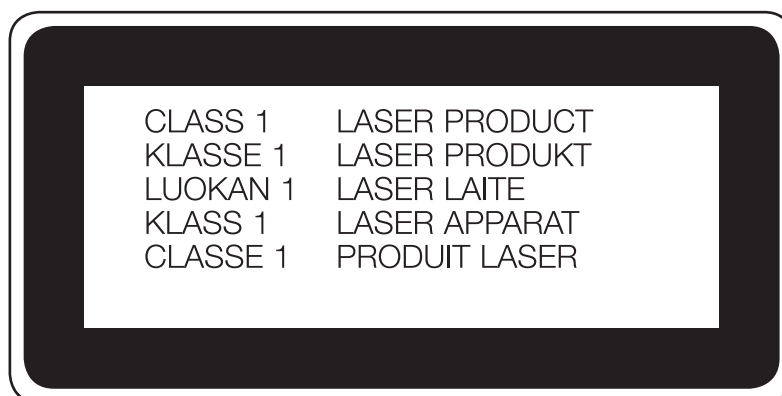 CLASS 1 LASER PRODUCT
KLASSE 1 LASER PRODUKT
LUOKAN 1 LASER LAITE
KLASS 1 LASER APPARAT
CLASSE 1 PRODUIT LASER